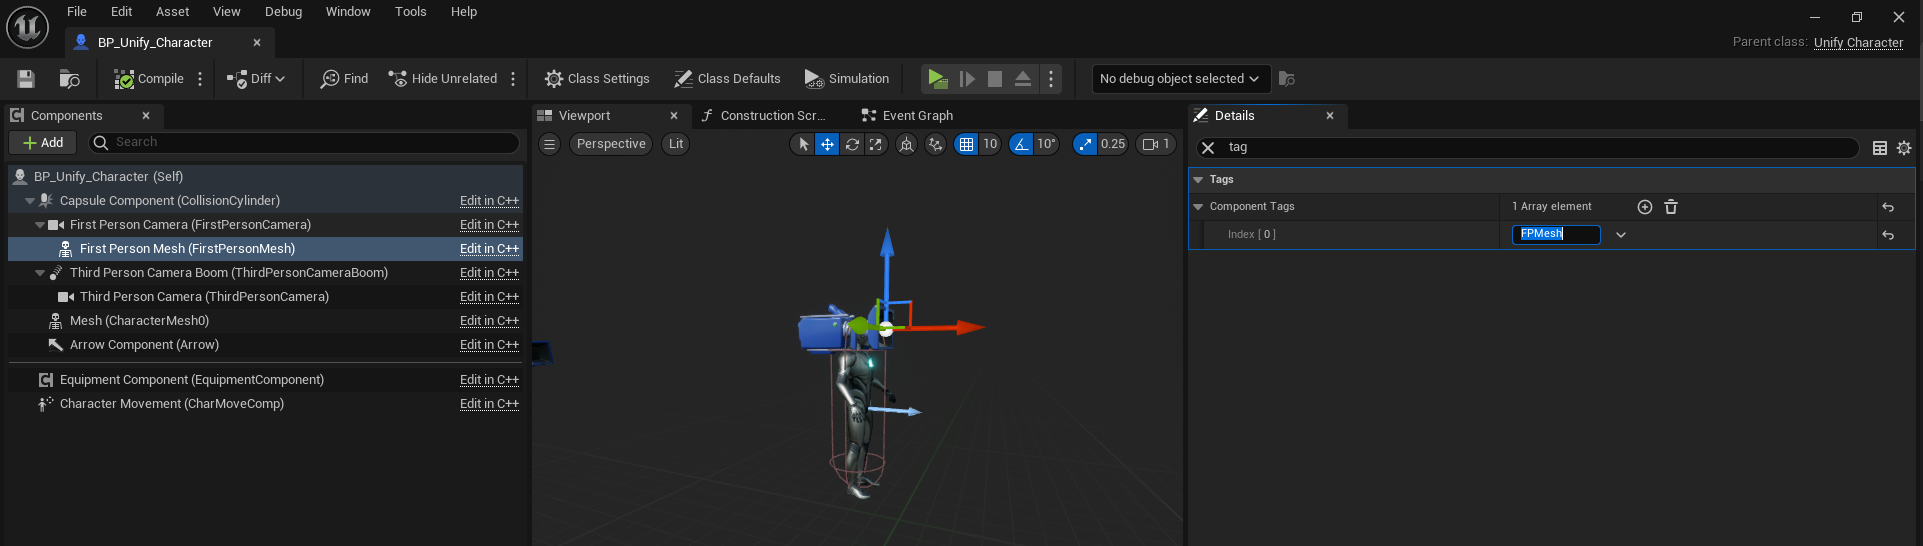 File Edit Asset View Debug Window Tools Help
BP_Unify_Character
Parent class: Unify Character
Compile Diff Find Hide Unrelated Class Settings Class Defaults Simulation No debug object selected
Components
Viewport Construction Scr... Event Graph
Details
Add Search
Perspective Lit 10 10° 0.25 1
tag
BP_Unify_Character (Self)
Capsule Component (CollisionCylinder) Edit in C++
First Person Camera (FirstPersonCamera) Edit in C++
First Person Mesh (FirstPersonMesh) Edit in C++
Third Person Camera Boom (ThirdPersonCameraBoom) Edit in C++
Third Person Camera (ThirdPersonCamera) Edit in C++
Mesh (CharacterMesh0) Edit in C++
Arrow Component (Arrow) Edit in C++
Equipment Component (EquipmentComponent) Edit in C++
Character Movement (CharMoveComp) Edit in C++
Tags
Component Tags 1 Array element
Index [ 0 ] FPMesh